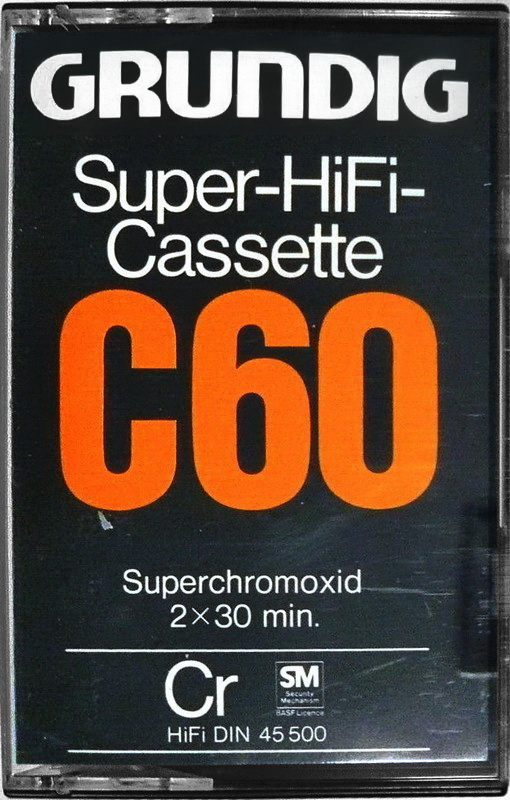 GRUNDIG
Super-HiFi-
Cassette
C60
Superchromoxid
2×30 min.
Cr
SM
Security
Mechanism
BASF Licence
HiFi DIN 45 500